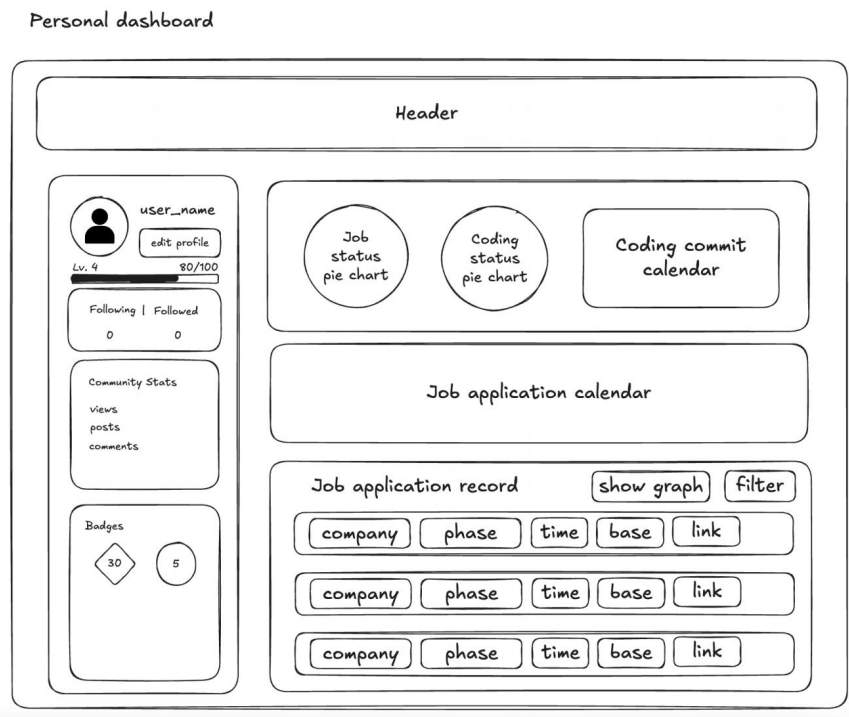 Personal dashboard
Header
user_name
edit profile
Lv. 4 80/100
Following | Followed
0 0
Community Stats
views
posts
comments
Badges
30 5
Job
status
pie chart
Coding
status
pie chart
Coding commit
calendar
Job application calendar
Job application record show graph filter
company phase time base link
company phase time base link
company phase time base link